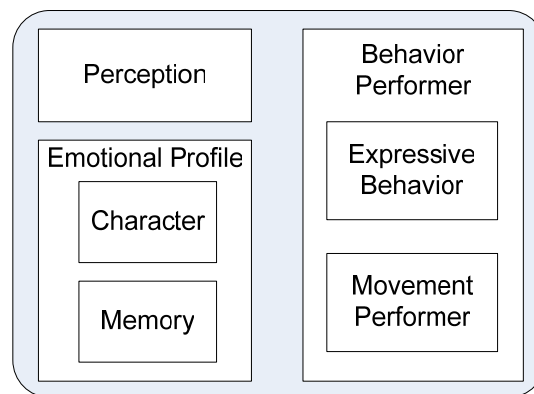 Perception
Emotional Profile
Character
Memory
Behavior
Performer
Expressive
Behavior
Movement
Performer